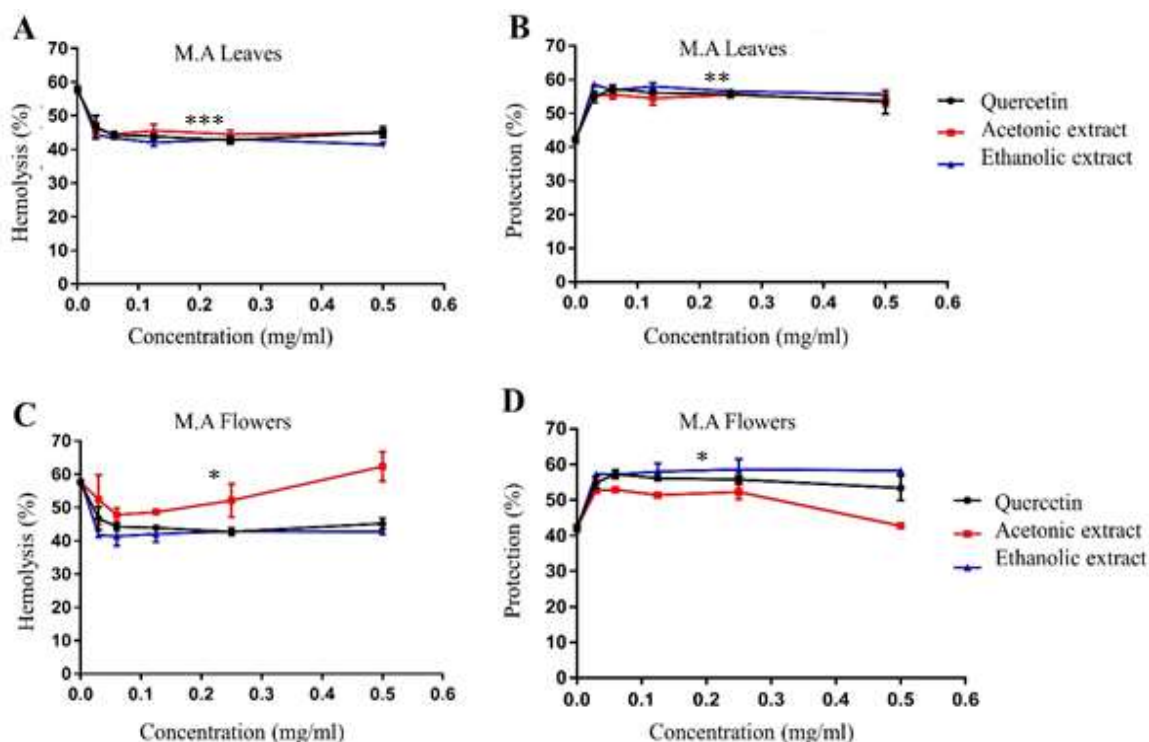 A
M.A Leaves
Hemolysis (%)
70
60
50
40
30
20
10
0
***
0.0 0.1 0.2 0.3 0.4 0.5 0.6
Concentration (mg/ml)
B
M.A Leaves
Protection (%)
70
60
50
40
30
20
10
0
**
0.0 0.1 0.2 0.3 0.4 0.5 0.6
Concentration (mg/ml)
Quercetin
Acetonic extract
Ethanolic extract
C
M.A Flowers
Hemolysis (%)
70
60
50
40
30
20
10
0
*
0.0 0.1 0.2 0.3 0.4 0.5 0.6
Concentration (mg/ml)
D
M.A Flowers
Protection (%)
70
60
50
40
30
20
10
0
*
0.0 0.1 0.2 0.3 0.4 0.5 0.6
Concentration (mg/ml)
Quercetin
Acetonic extract
Ethanolic extract